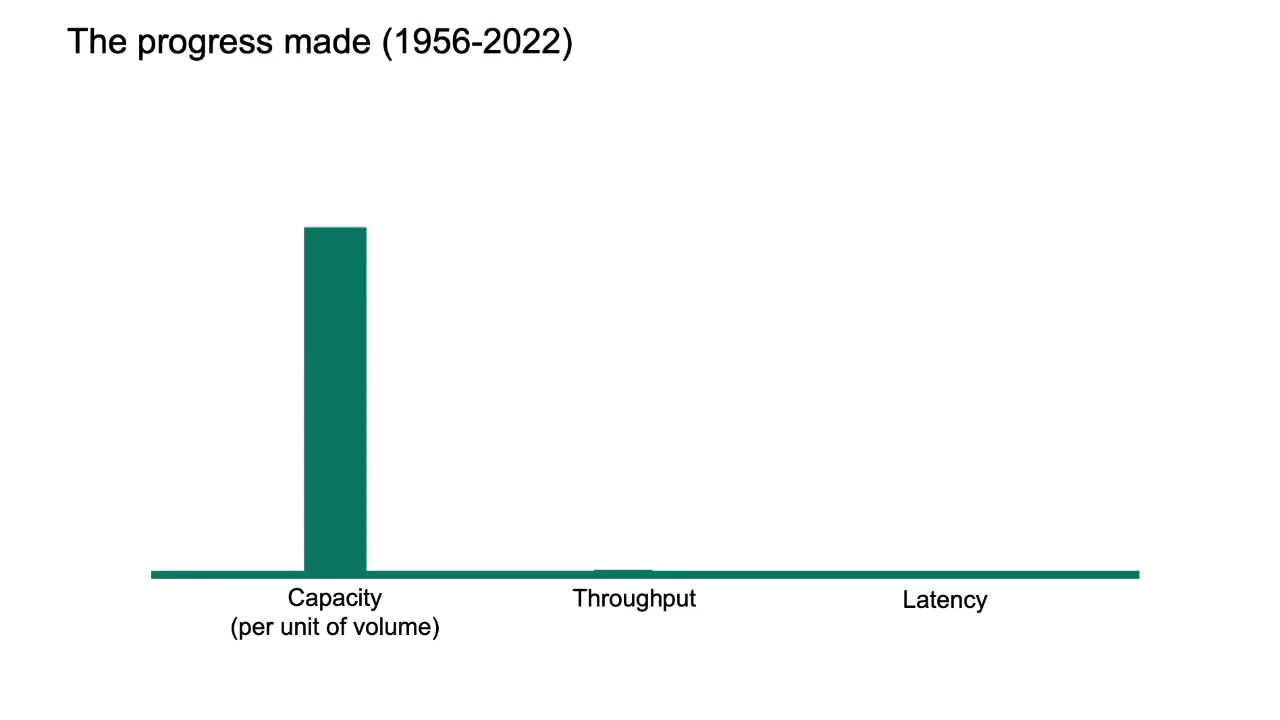 The progress made (1956-2022)
Capacity
(per unit of volume)
Throughput
Latency